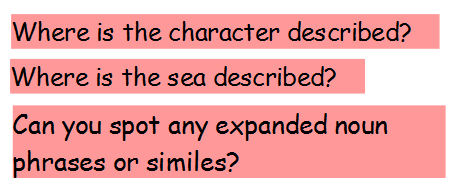 Where is the character described?
Where is the sea described?
Can you spot any expanded noun
phrases or similes?